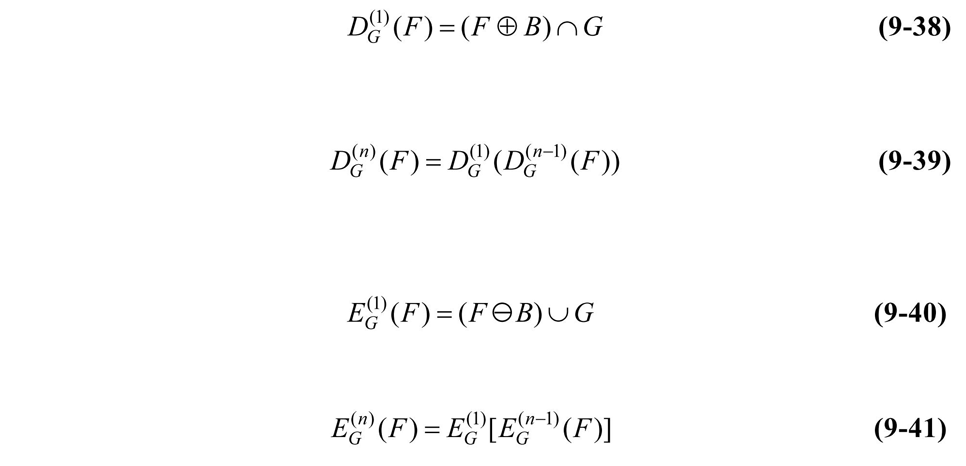 D_G^{(1)}(F) = (F ⊕ B) ∩ G (9-38)
D_G^{(n)}(F) = D_G^{(1)}(D_G^{(n−1)}(F)) (9-39)
E_G^{(1)}(F) = (F ⊖ B) ∪ G (9-40)
E_G^{(n)}(F) = E_G^{(1)}[E_G^{(n−1)}(F)] (9-41)